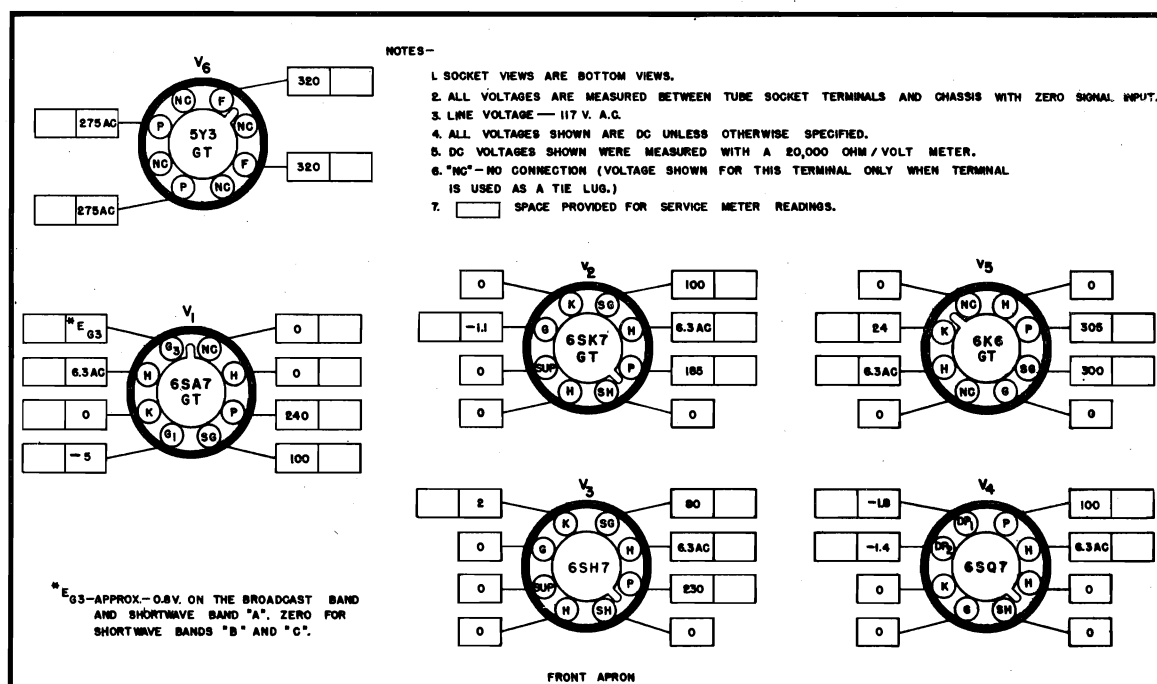 NOTES—
1. SOCKET VIEWS ARE BOTTOM VIEWS.
2. ALL VOLTAGES ARE MEASURED BETWEEN TUBE SOCKET TERMINALS AND CHASSIS WITH ZERO SIGNAL INPUT.
3. LINE VOLTAGE — 117 V. A.C.
4. ALL VOLTAGES SHOWN ARE DC UNLESS OTHERWISE SPECIFIED.
5. DC VOLTAGES SHOWN WERE MEASURED WITH A 20,000 OHM/VOLT METER.
6. "NC"—NO CONNECTION (VOLTAGE SHOWN FOR THIS TERMINAL ONLY WHEN TERMINAL
IS USED AS A TIE LUG.)
7. SPACE PROVIDED FOR SERVICE METER READINGS.
V6
320
NC F
275AC
P NC
5Y3
GT
NC F
320
P NC
275AC
V1
*EG3
G3 NC
0
6.3AC
H H
0
6SA7
GT
0
K P
240
-5
G1 SG
100
V2
0
K SG
100
-1.1
G H
6.3AC
6SK7
GT
0
SUP P
185
0
H SH
0
V5
0
NC H
0
24
K P
305
6K6
GT
6.3AC
H SG
300
0
NC G
0
V3
2
K SG
80
0
G H
6.3AC
6SH7
0
SUP P
230
0
H SH
0
V4
-1.8
DP1 P
100
-1.4
DP2 H
6.3AC
6SQ7
0
K H
0
G SH
0
*EG3—APPROX.—0.8V. ON THE BROADCAST BAND
AND SHORTWAVE BAND "A". ZERO FOR
SHORTWAVE BANDS "B" AND "C".
FRONT APRON